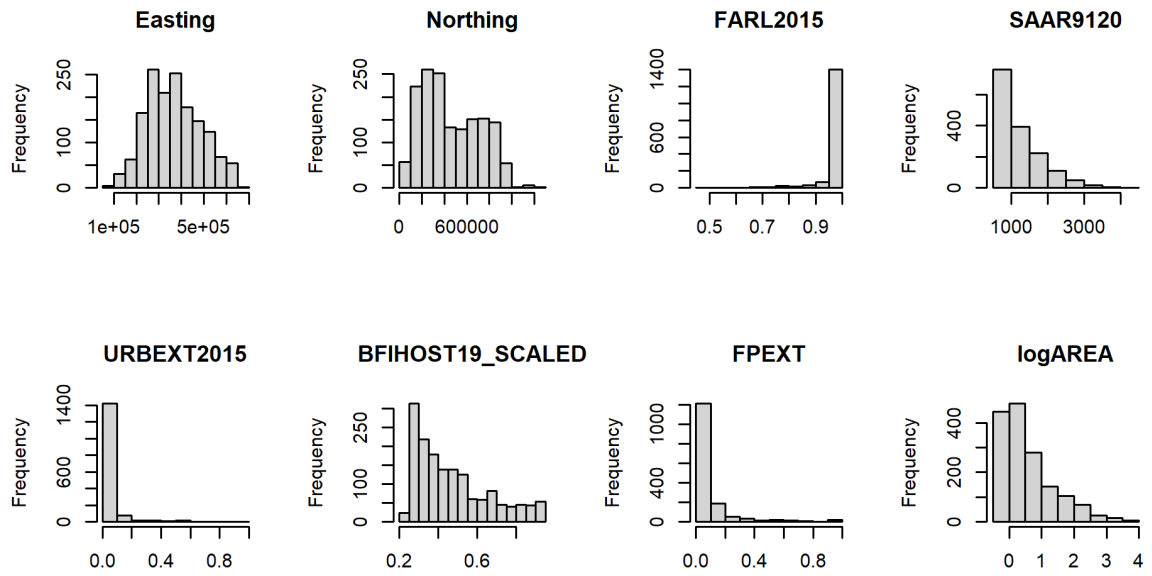 Easting
Frequency
0
100
250
1e+05
5e+05
Northing
Frequency
0
100
250
0
600000
FARL2015
Frequency
0
600
1400
0.5
0.7
0.9
SAAR9120
Frequency
0
400
1000
3000
URBEXT2015
Frequency
0
600
1400
0.0
0.4
0.8
BFIHOST19_SCALED
Frequency
0
100
250
0.2
0.6
FPEXT
Frequency
0
400
1000
0.0
0.4
0.8
logAREA
Frequency
0
200
400
0
1
2
3
4